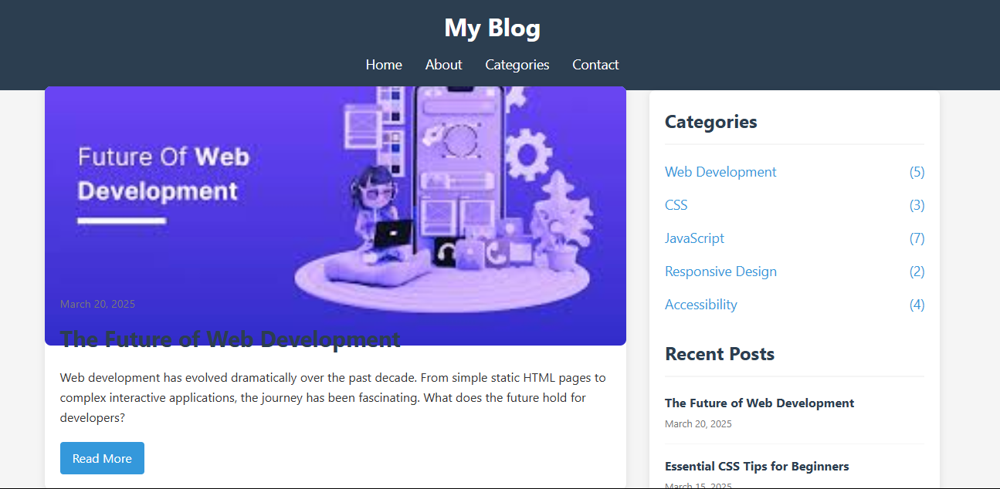 My Blog
Home About Categories Contact
Future Of Web
Development
March 20, 2025
The Future of Web Development
Web development has evolved dramatically over the past decade. From simple static HTML pages to
complex interactive applications, the journey has been fascinating. What does the future hold for
developers?
Read More
Categories
Web Development (5)
CSS (3)
JavaScript (7)
Responsive Design (2)
Accessibility (4)
Recent Posts
The Future of Web Development
March 20, 2025
Essential CSS Tips for Beginners
March 15, 2025